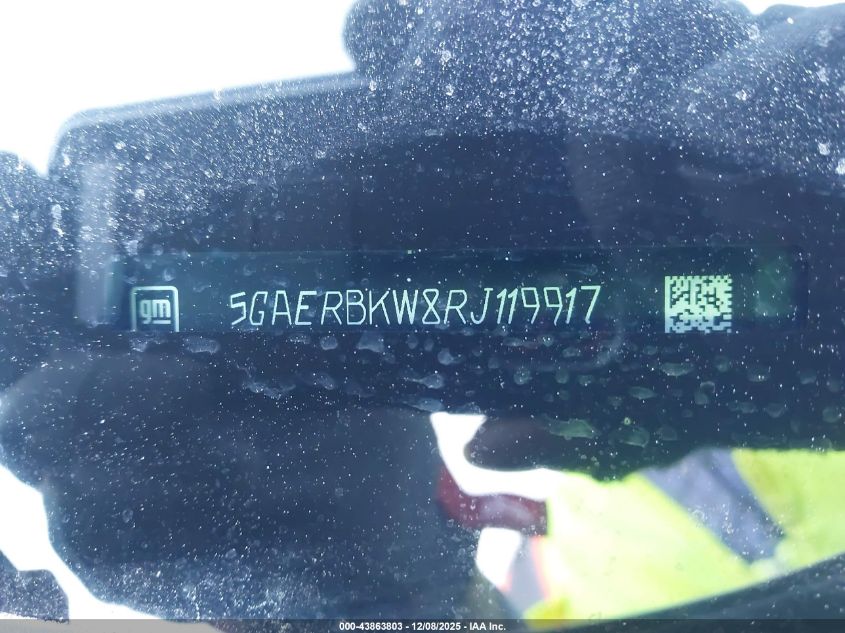 gm 5GAERBKW8RJ119917
000-43863803 - 12/08/2025 - IAA Inc.